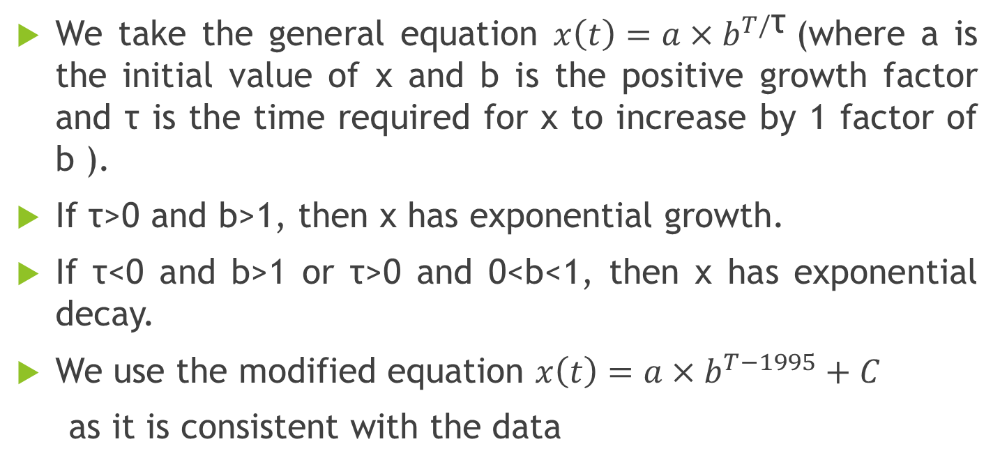 ▶ We take the general equation x(t) = a × b^{T/τ} (where a is
the initial value of x and b is the positive growth factor
and τ is the time required for x to increase by 1 factor of
b ).
▶ If τ>0 and b>1, then x has exponential growth.
▶ If τ<0 and b>1 or τ>0 and 0<b<1, then x has exponential
decay.
▶ We use the modified equation x(t) = a × b^{T−1995} + C
as it is consistent with the data